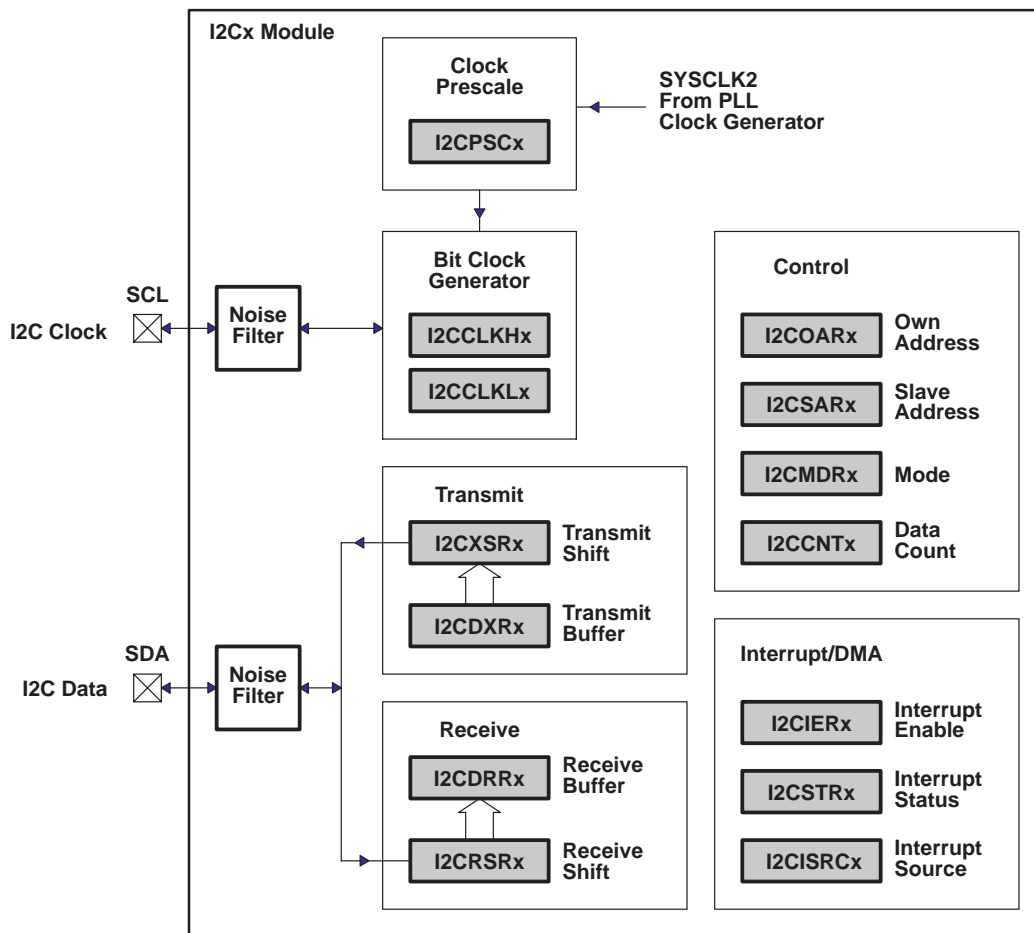 I2Cx Module
Clock
Prescale
I2CPSCx
SYSCLK2
From PLL
Clock Generator
Bit Clock
Generator
I2CCLKHx
I2CCLKLx
SCL
I2C Clock
Noise
Filter
Control
I2COARx
Own
Address
I2CSARx
Slave
Address
I2CMDRx
Mode
I2CCNTx
Data
Count
Transmit
I2CXSRx
Transmit
Shift
I2CDXRx
Transmit
Buffer
SDA
I2C Data
Noise
Filter
Receive
I2CDRRx
Receive
Buffer
I2CRSRx
Receive
Shift
Interrupt/DMA
I2CIERx
Interrupt
Enable
I2CSTRx
Interrupt
Status
I2CISRCx
Interrupt
Source